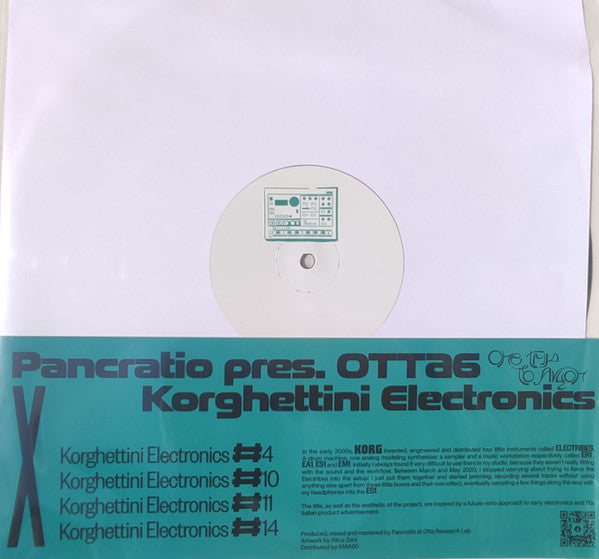 Pancratio pres. OTTA6
Korghettini Electronics
X
Korghettini Electronics #4
Korghettini Electronics #10
Korghettini Electronics #11
Korghettini Electronics #14
In the early 2000s, KORG invented, engineered and distributed four little instruments called ELECTRIBES.
A drum machine, one analog modeling synthesizer, a sampler and a music workstation respectively called ER1,
EA1, ES1 and EM1. Initially I always found it very difficult to use them in my studio, because they weren't really fitting
with the sound and the workflow. Between March and May 2020, I stopped worrying about trying to force the
Electribes into the setup: I just put them together and started jamming, recording several tracks without using
anything else apart from those little boxes and their own effect, eventually sampling a few things along the way with
my headphones into the ES1.
The title, as well as the aesthetic of the project, are inspired by a future-retro approach to early electronics and 70s
Italian product advertisement.
Produced, mixed and mastered by Pancratio at Otta Research Lab
Artwork by Alice Zani
Distributed by KMA60